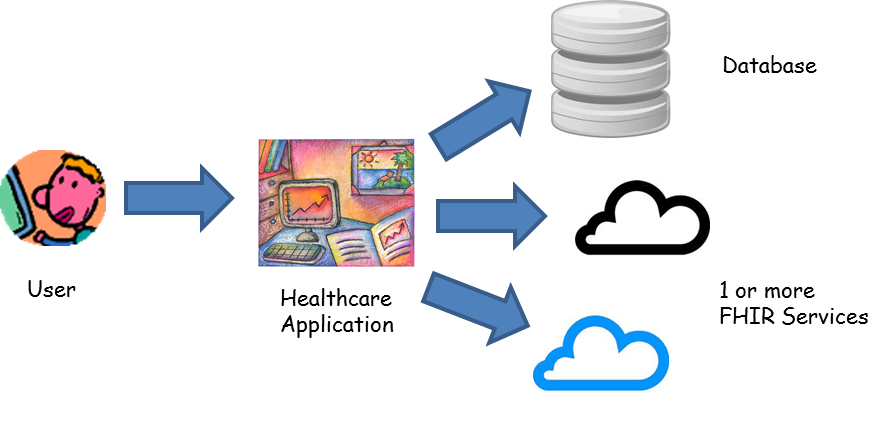 Database
User
Healthcare
Application
1 or more
FHIR Services